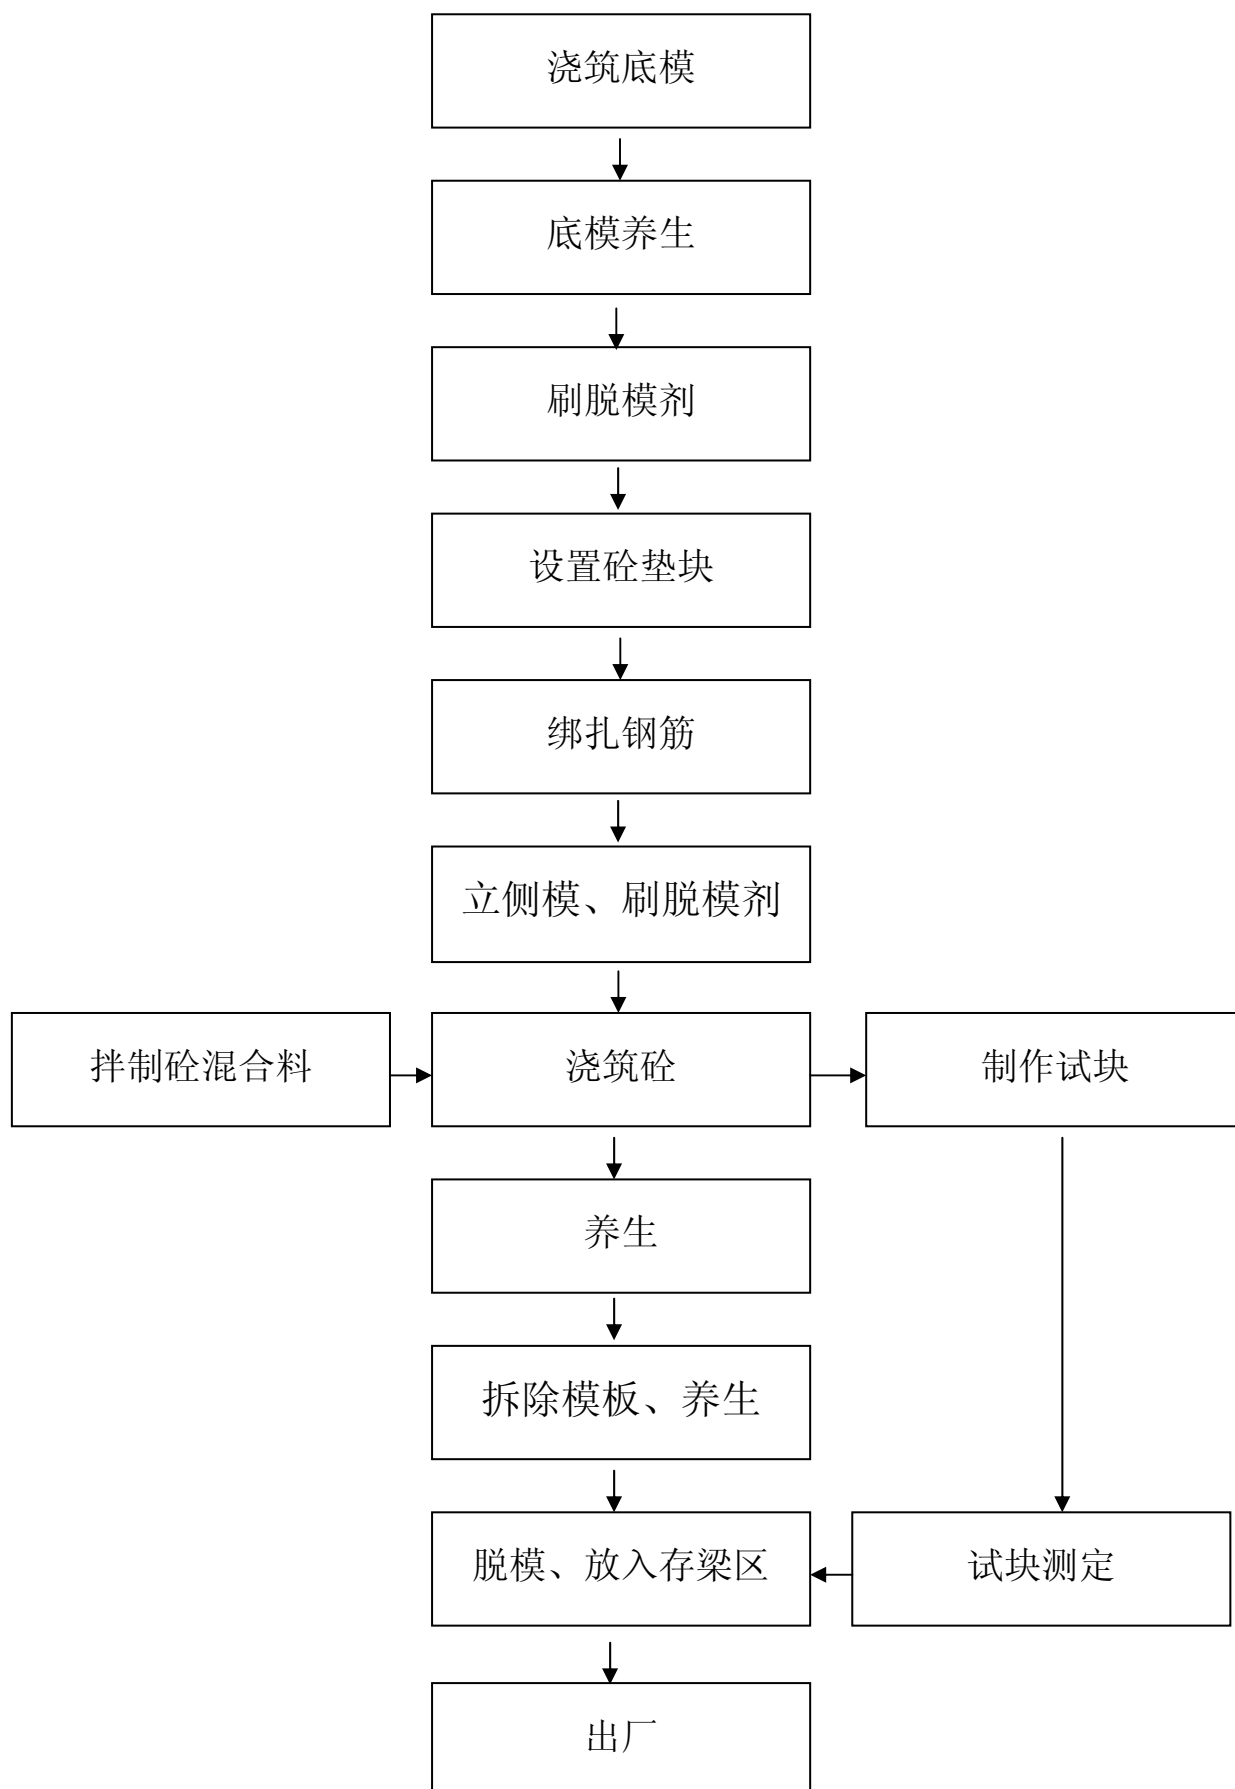 浇筑底模
底模养生
刷脱模剂
设置砼垫块
绑扎钢筋
立侧模、刷脱模剂
拌制砼混合料
浇筑砼
制作试块
养生
拆除模板、养生
脱模、放入存梁区
试块测定
出厂